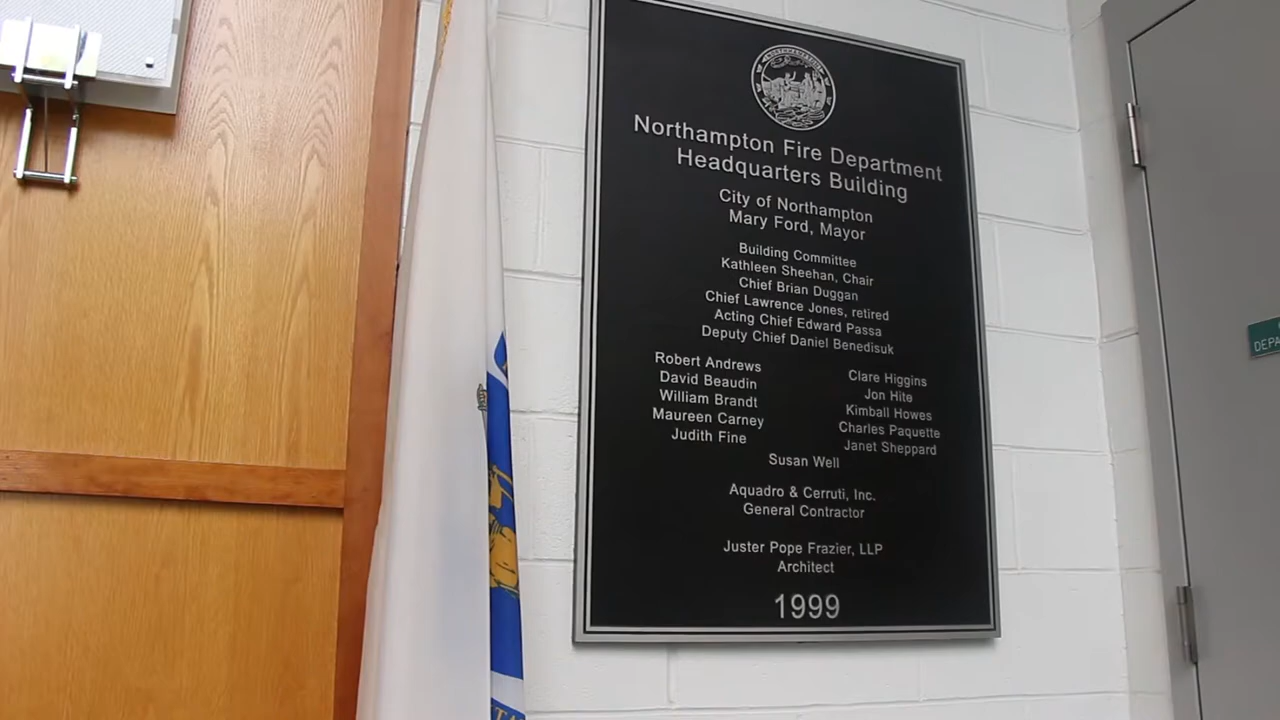 NORTHAMPTON
Northampton Fire Department
Headquarters Building
City of Northampton
Mary Ford, Mayor
Building Committee
Kathleen Sheehan, Chair
Chief Brian Duggan
Chief Lawrence Jones, retired
Acting Chief Edward Passa
Deputy Chief Daniel Benedisuk
Robert Andrews
David Beaudin
William Brandt
Maureen Carney
Judith Fine
Clare Higgins
Jon Hite
Kimball Howes
Charles Paquette
Janet Sheppard
Susan Well
Aquadro & Cerruti, Inc.
General Contractor
Juster Pope Frazier, LLP
Architect
1999
DEPA